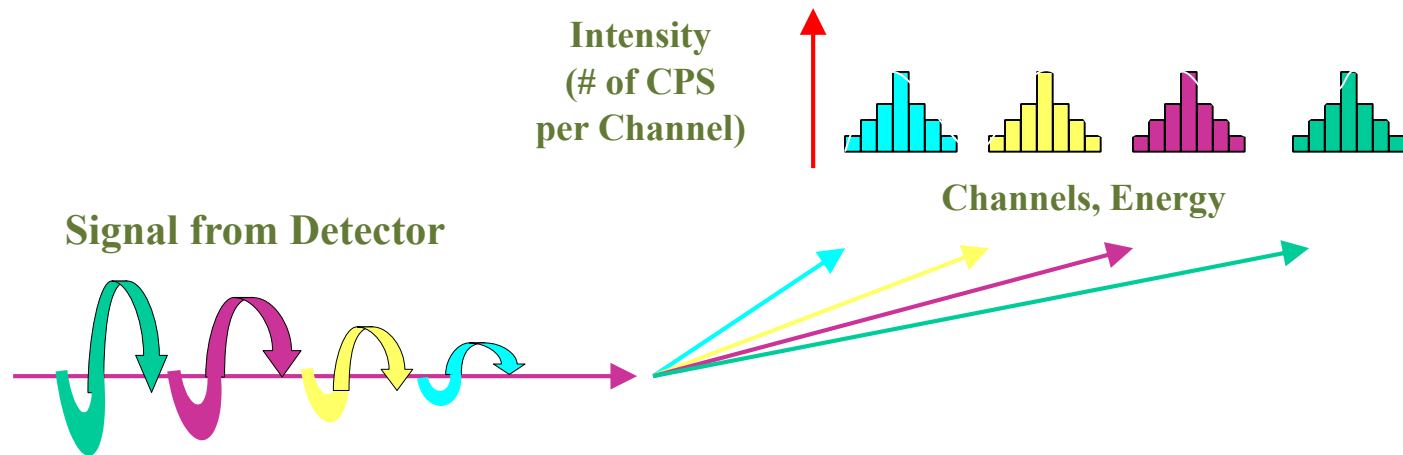 Intensity
(# of CPS
per Channel)
Channels, Energy
Signal from Detector